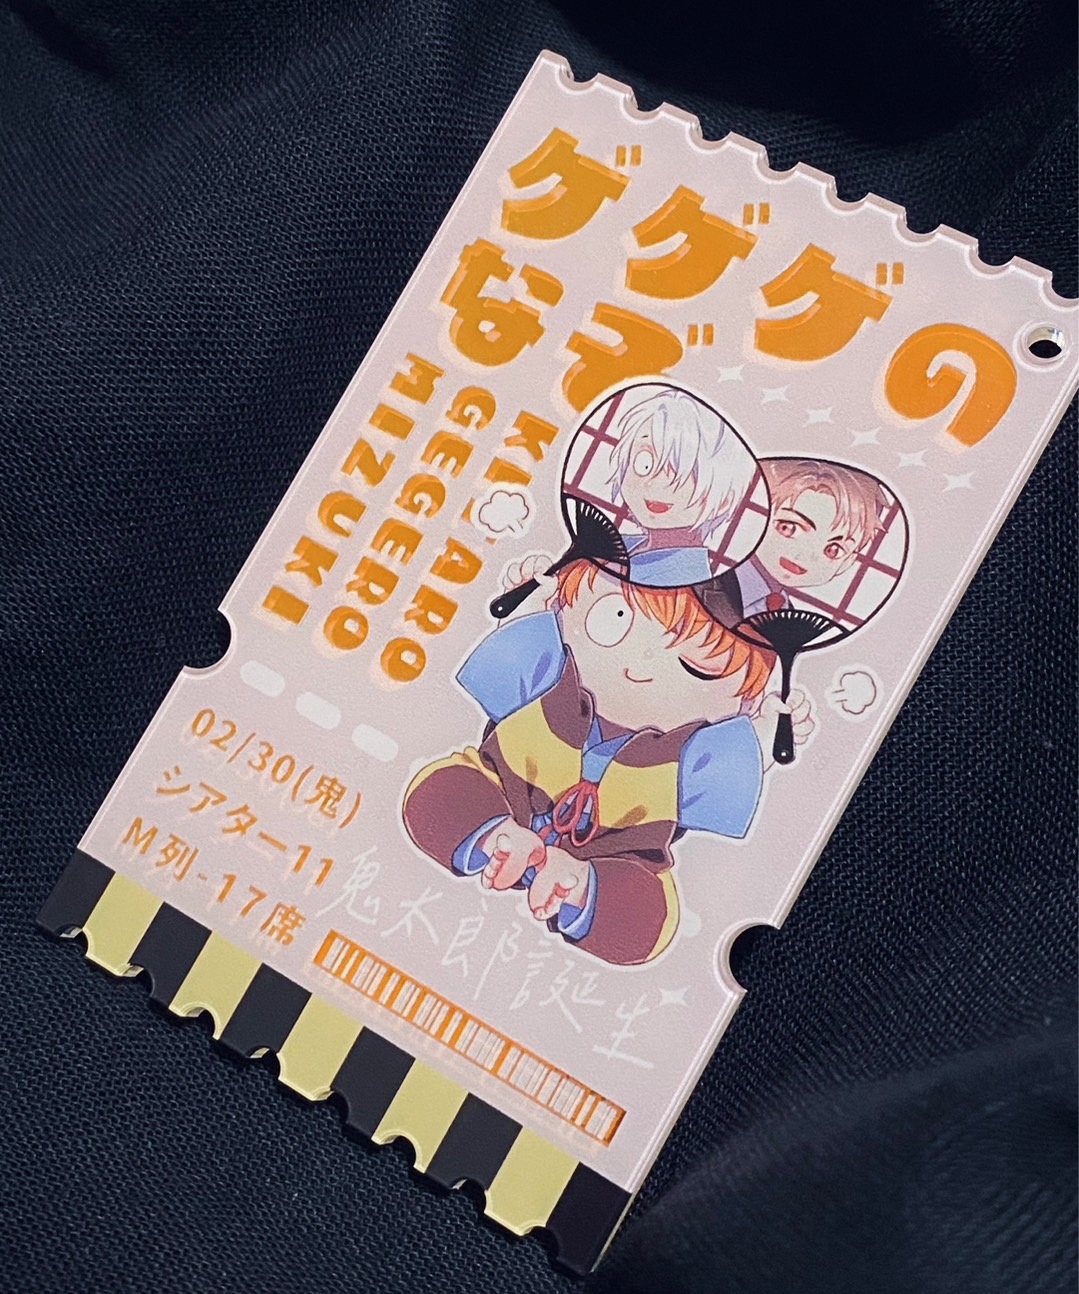 ゲゲゲの
なぞ
KITARO
GEGERO
MIZUKI
02/30(鬼)
シアター11
M列-17席
鬼太郎誕生